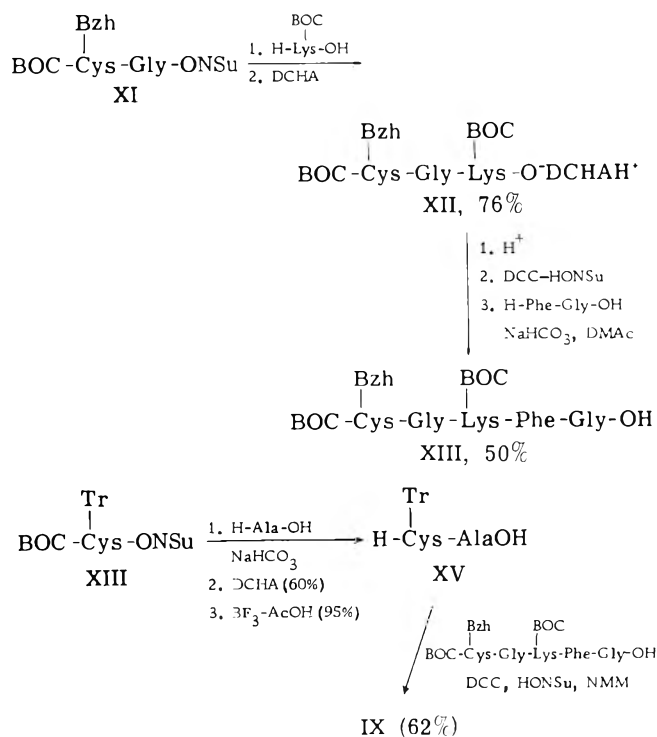 Bzh
BOC
BOC-Cys-Gly-ONSu
1. H-Lys-OH
2. DCHA
XI
Bzh
BOC
BOC-Cys-Gly-Lys-O⁻DCHAH⁺
XII, 76%
1. H⁺
2. DCC-HONSu
3. H-Phe-Gly-OH
NaHCO₃, DMAc
Bzh
BOC
BOC-Cys-Gly-Lys-Phe-Gly-OH
XIII, 50%
Tr
BOC-Cys-ONSu
XIII
1. H-Ala-OH
NaHCO₃
2. DCHA (60%)
3. BF₃-AcOH (95%)
Tr
H-Cys-AlaOH
XV
Bzh
BOC
BOC-Cys-Gly-Lys-Phe-Gly-OH
DCC, HONSu, NMM
IX (62%)